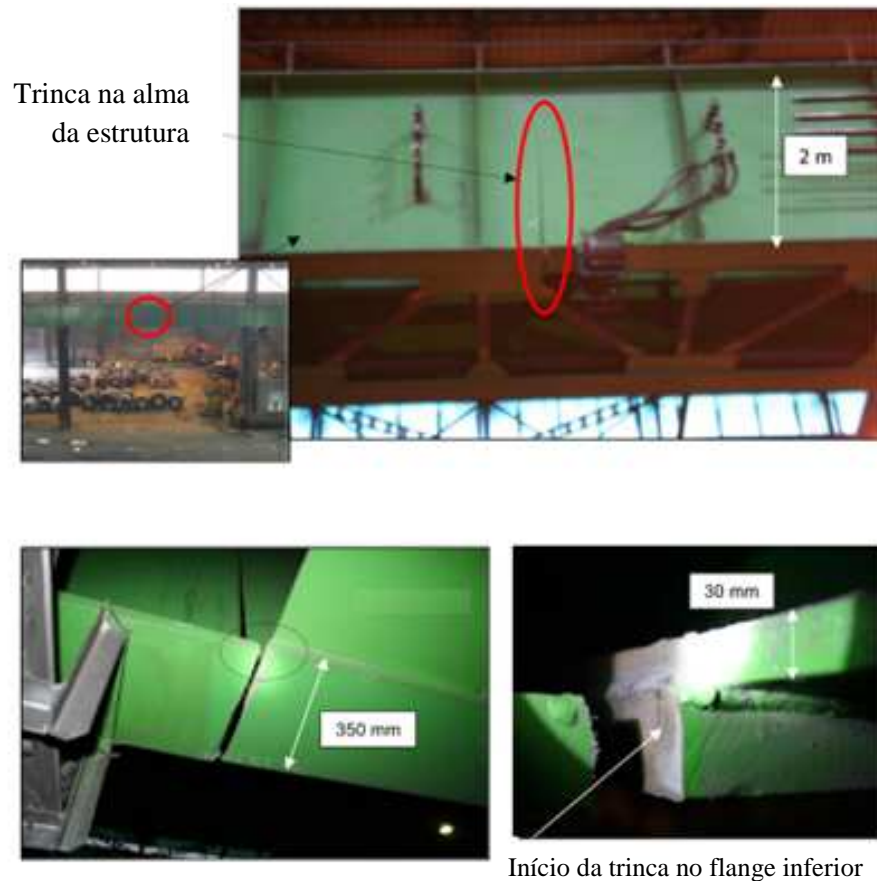 Trinca na alma
da estrutura
2 m
350 mm
30 mm
Início da trinca no flange inferior